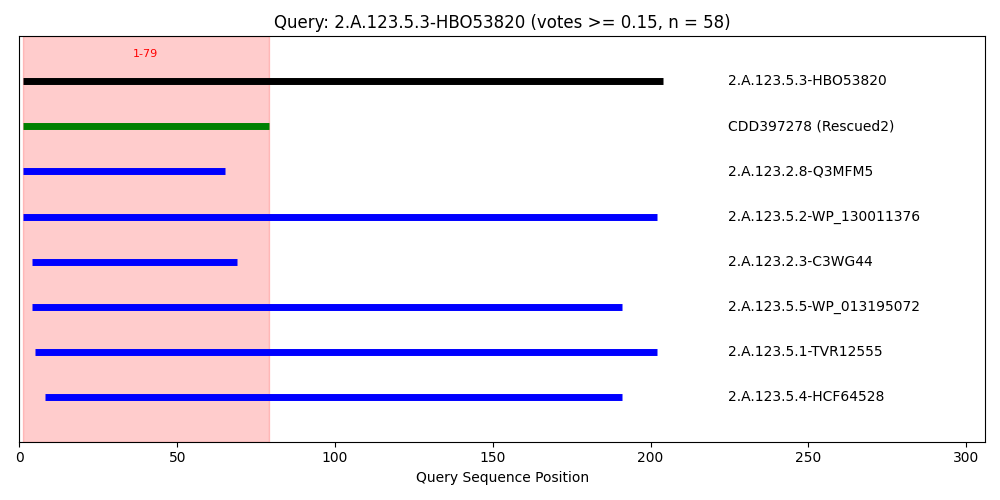 Query: 2.A.123.5.3-HBO53820 (votes >= 0.15, n = 58)
1-79
2.A.123.5.3-HBO53820
CDD397278 (Rescued2)
2.A.123.2.8-Q3MFM5
2.A.123.5.2-WP_130011376
2.A.123.2.3-C3WG44
2.A.123.5.5-WP_013195072
2.A.123.5.1-TVR12555
2.A.123.5.4-HCF64528
0 50 100 150 200 250 300
Query Sequence Position